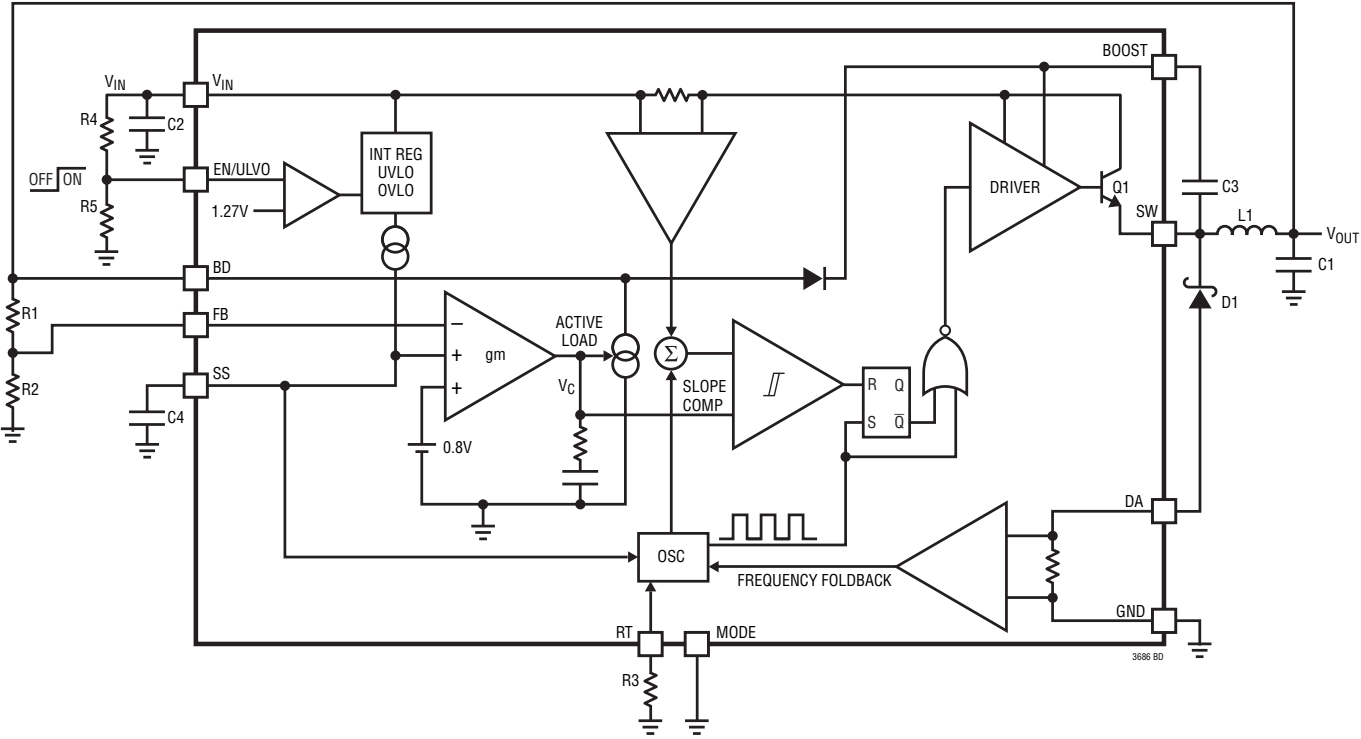 BOOST
VIN
VIN
R4
C2
EN/ULVO
OFF
ON
R5
1.27V
INT REG
UVLO
OVLO
DRIVER
Q1
C3
SW
L1
VOUT
C1
BD
D1
R1
FB
R2
SS
C4
gm
–
+
+
0.8V
ACTIVE
LOAD
VC
Σ
SLOPE
COMP
R
Q
S
Q̅
DA
OSC
FREQUENCY FOLDBACK
GND
RT
MODE
R3
3686 BD